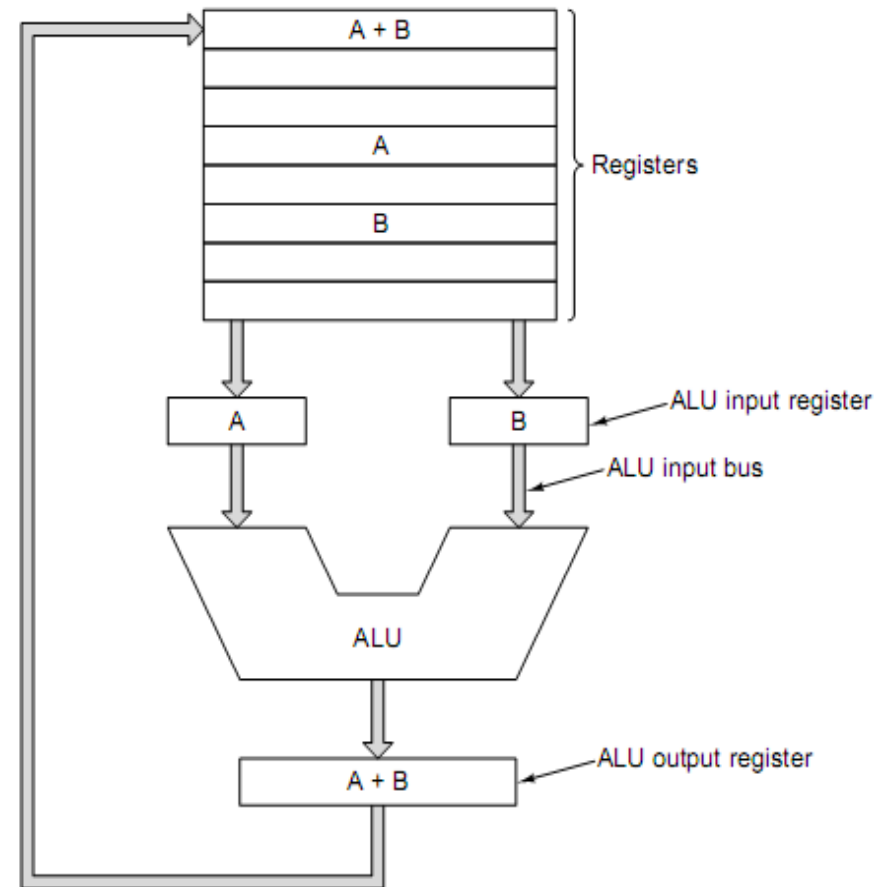 A + B
A
Registers
B
A
B
ALU input register
ALU input bus
ALU
ALU output register
A + B